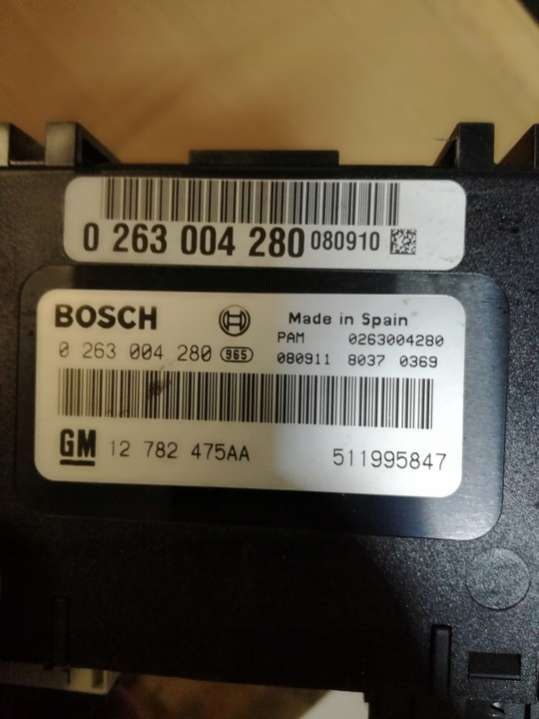 0 263 004 280 080910
BOSCH Made in Spain
PAM 0263004280
0 263 004 280 965 080911 8037 0369
GM 12 782 475AA 511995847